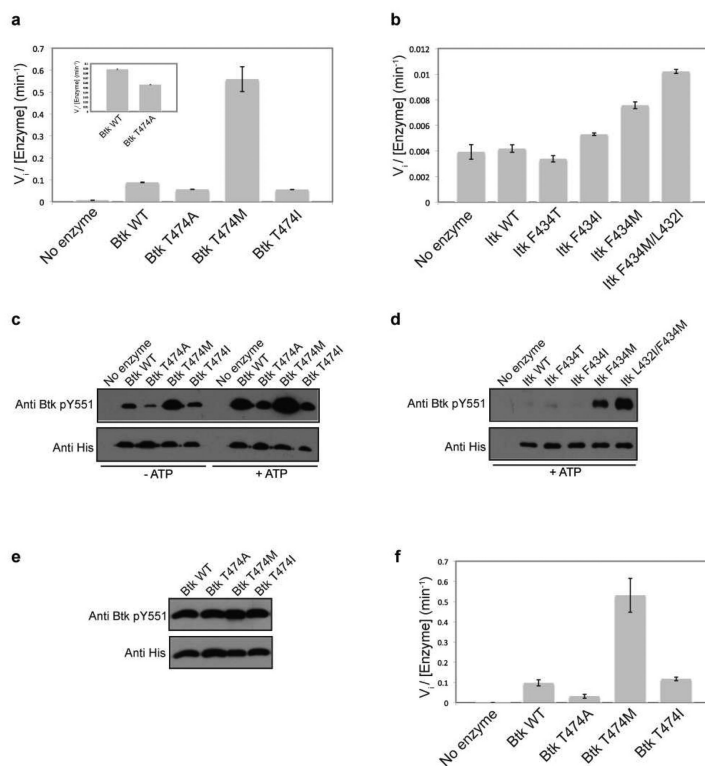 a
V_i / [Enzyme] (min⁻¹)
0.7
0.6
0.5
0.4
0.3
0.2
0.1
0
V_i / [Enzyme] (min⁻¹)
Btk WT
Btk T474A
No enzyme
Btk WT
Btk T474A
Btk T474M
Btk T474I
b
V_i / [Enzyme] (min⁻¹)
0.012
0.01
0.008
0.006
0.004
0.002
0.000
No enzyme
Itk WT
Itk F434T
Itk F434I
Itk F434M
Itk F434M/L432I
c
No enzyme
Btk WT
Btk T474A
Btk T474M
Btk T474I
No enzyme
Btk WT
Btk T474A
Btk T474M
Btk T474I
Anti Btk pY551
Anti His
- ATP
+ ATP
d
No enzyme
Itk WT
Itk F434T
Itk F434I
Itk F434M
Itk L432I/F434M
Anti Btk pY551
Anti His
+ ATP
e
Btk WT
Btk T474A
Btk T474M
Btk T474I
Anti Btk pY551
Anti His
f
V_i / [Enzyme] (min⁻¹)
0.7
0.6
0.5
0.4
0.3
0.2
0.1
0
No enzyme
Btk WT
Btk T474A
Btk T474M
Btk T474I